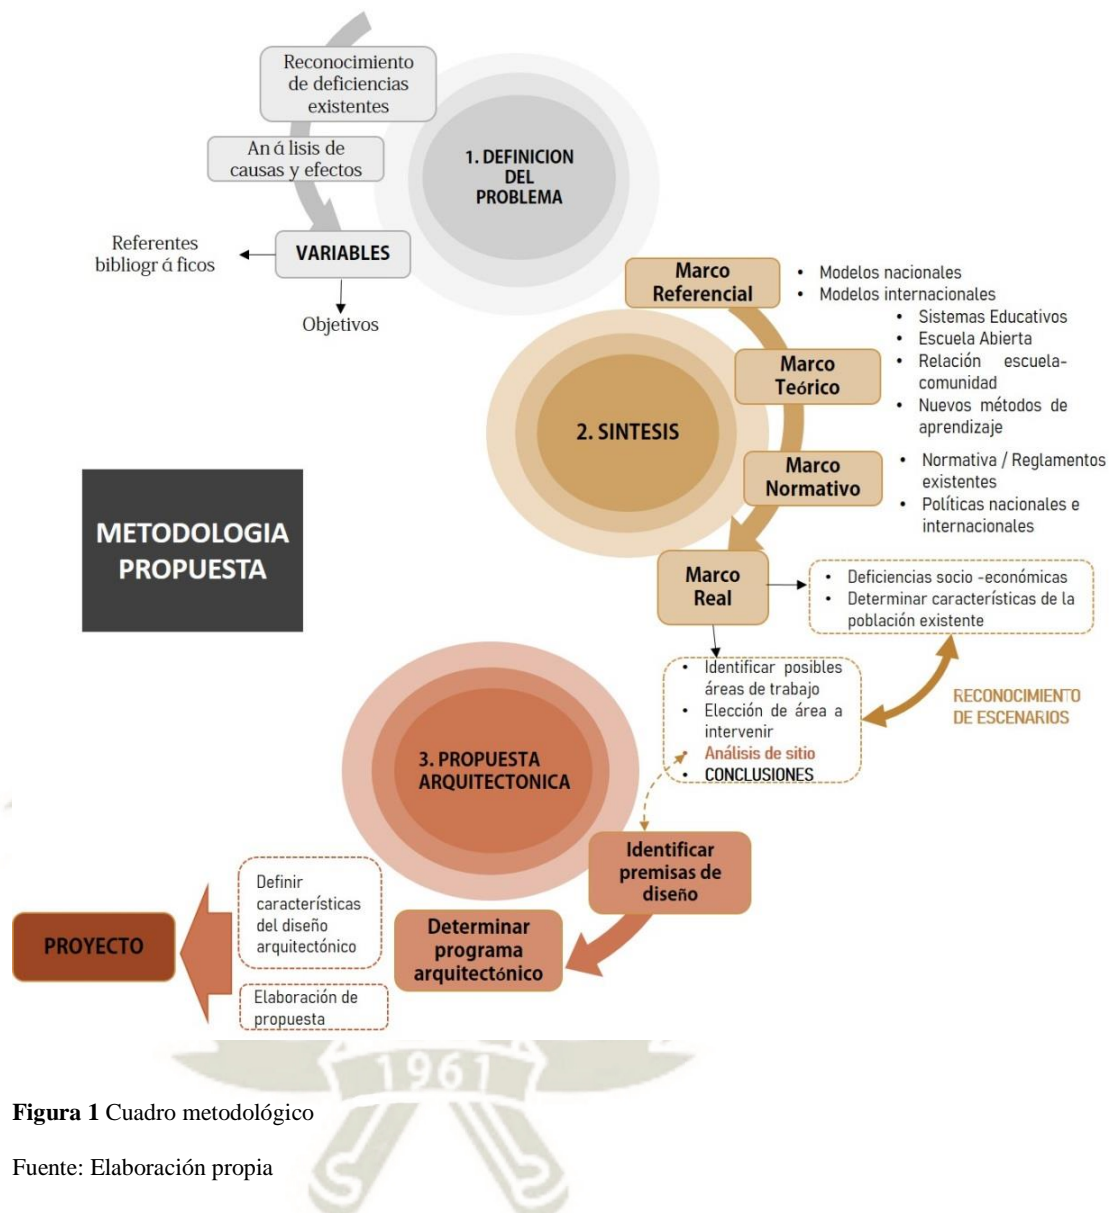 Reconocimiento
de deficiencias
existentes
An á lisis de
causas y efectos
1. DEFINICION
DEL
PROBLEMA
VARIABLES
Referentes
bibliogr á ficos
Objetivos
Marco
Referencial
• Modelos nacionales
• Modelos internacionales
• Sistemas Educativos
• Escuela Abierta
• Relación escuela-
comunidad
• Nuevos métodos de
aprendizaje
Marco
Teórico
2. SINTESIS
Marco
Normativo
• Normativa / Reglamentos
existentes
• Políticas nacionales e
internacionales
METODOLOGIA
PROPUESTA
Marco
Real
• Deficiencias socio -económicas
• Determinar características de la
población existente
• Identificar posibles
áreas de trabajo
• Elección de área a
intervenir
• Análisis de sitio
• CONCLUSIONES
RECONOCIMIENTO
DE ESCENARIOS
3. PROPUESTA
ARQUITECTONICA
Identificar
premisas de
diseño
Determinar
programa
arquitectónico
Definir
características
del diseño
arquitectónico
Elaboración de
propuesta
PROYECTO
1961
Figura 1 Cuadro metodológico
Fuente: Elaboración propia